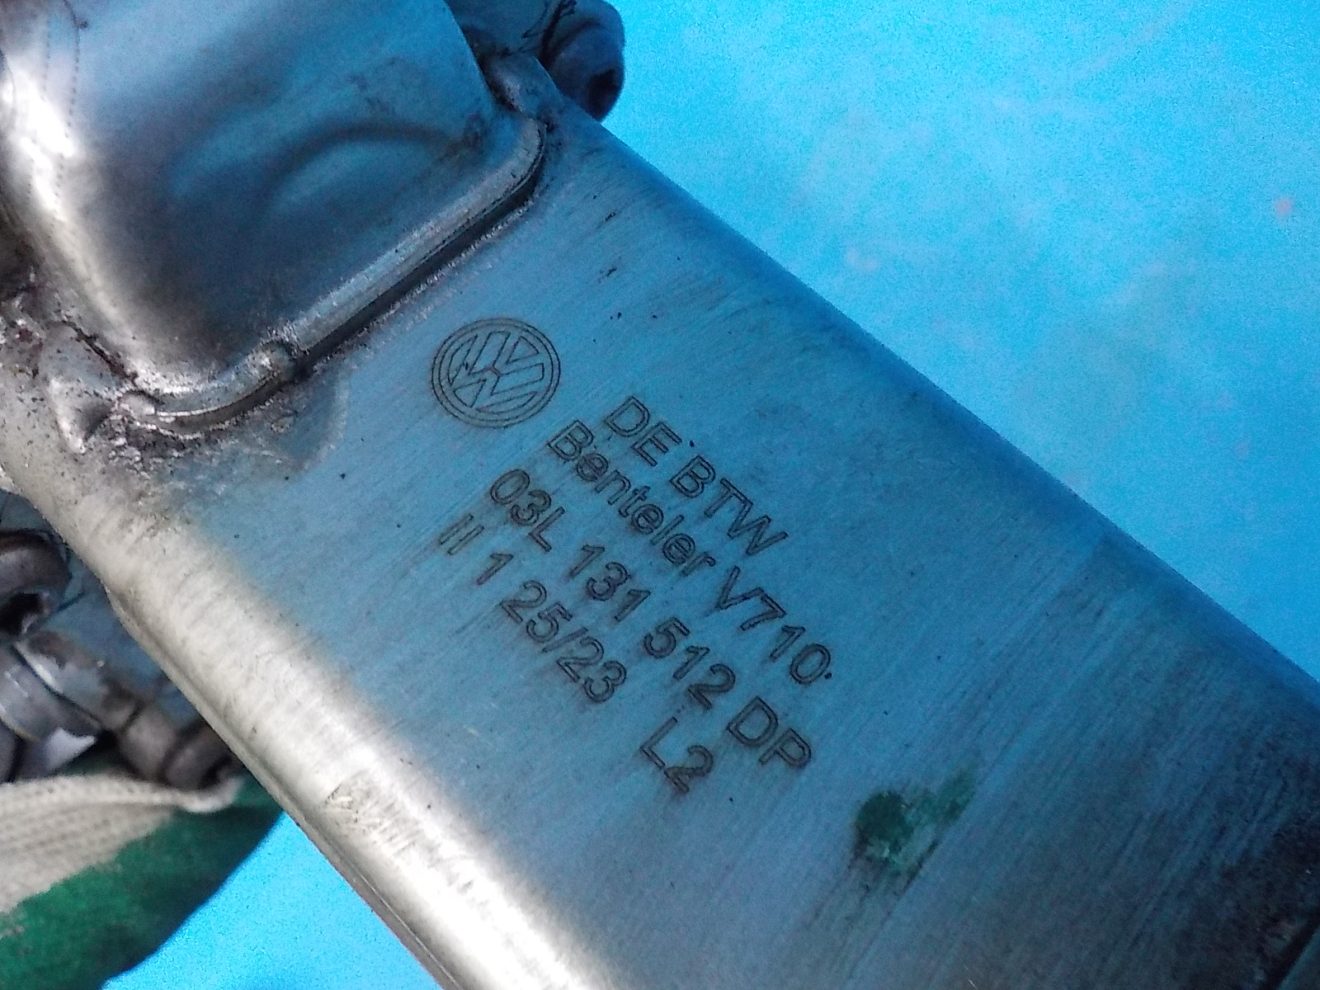 DE BTW
Benteler V710
03L 131 512 DP
II 1 25/23 L2